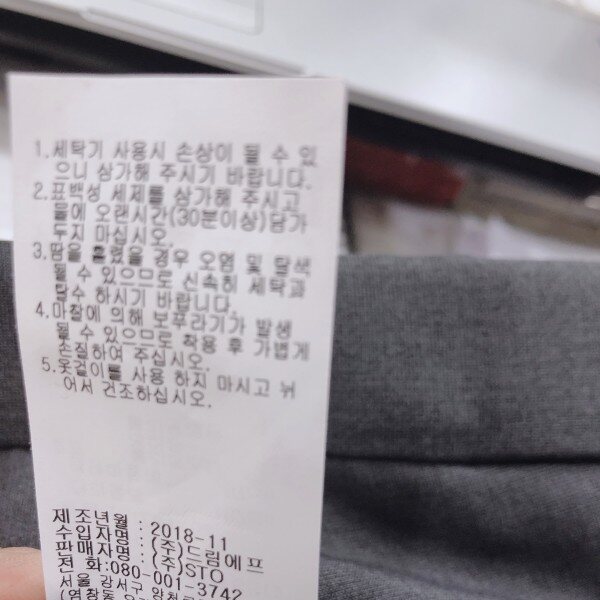 1.세탁기 사용시 손상이 될 수 있
으니 삼가해 주시기 바랍니다.
2.표백성 세제를 삼가해 주시고
물에 오랜시간(30분이상)담가
두지 마십시오.
3.땀을 흘렸을 경우 오염 및 탈색
될 수 있으므로 신속히 세탁과
탈수 하시기 바랍니다.
4.마찰에 의해 보푸라기가 발생
될 수 있으므로 착용 후 가볍게
손질하여 주십시오.
5.옷걸이를 사용 하지 마시고 뉘
어서 건조하십시오.
제조년월 : 2018-11
수입자명 : (주)드림에프
판매자명 : (주)STO
전 화:080-001-3742
서울 강서구 양천로
(염창동